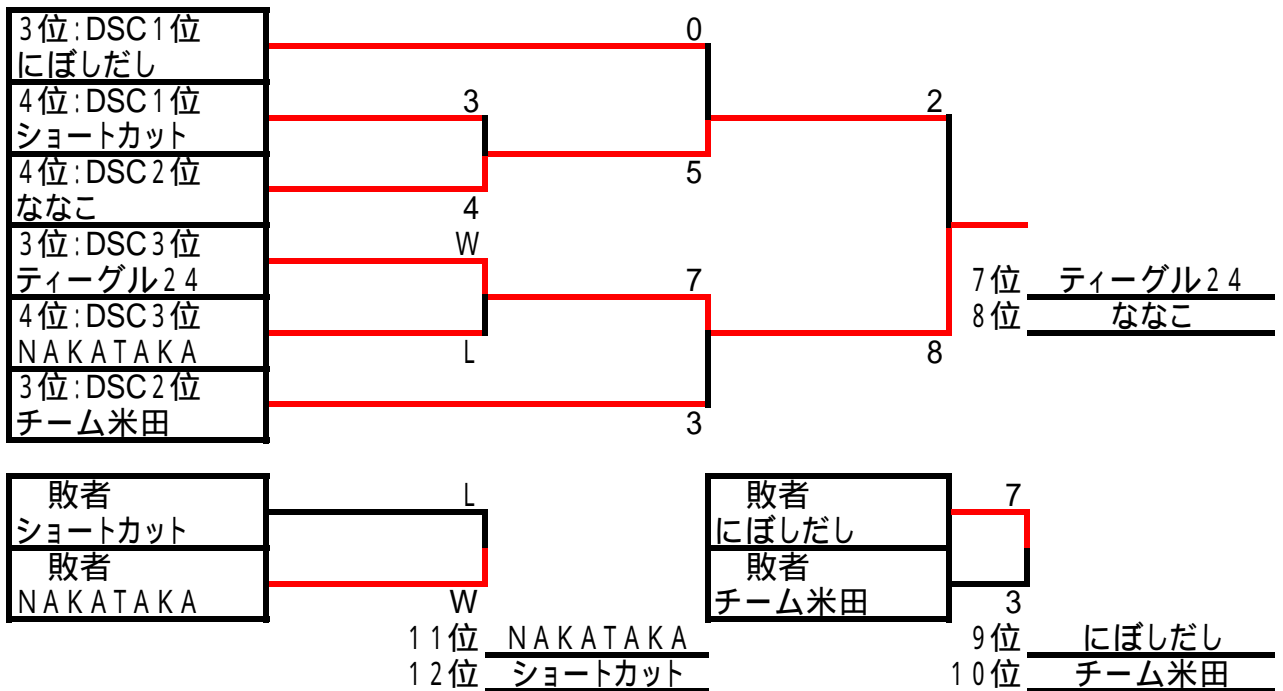 3位:DSC1位
にぼしだし
0
4位:DSC1位
ショートカット
3
2
4位:DSC2位
ななこ
4
5
3位:DSC3位
ティーグル24
W
7
4位:DSC3位
NAKATAKA
L
3位:DSC2位
チーム米田
3
8
7位 ティーグル24
8位 ななこ
敗者
ショートカット
L
敗者
NAKATAKA
W
11位 NAKATAKA
12位 ショートカット
敗者
にぼしだし
7
敗者
チーム米田
3
9位 にぼしだし
10位 チーム米田